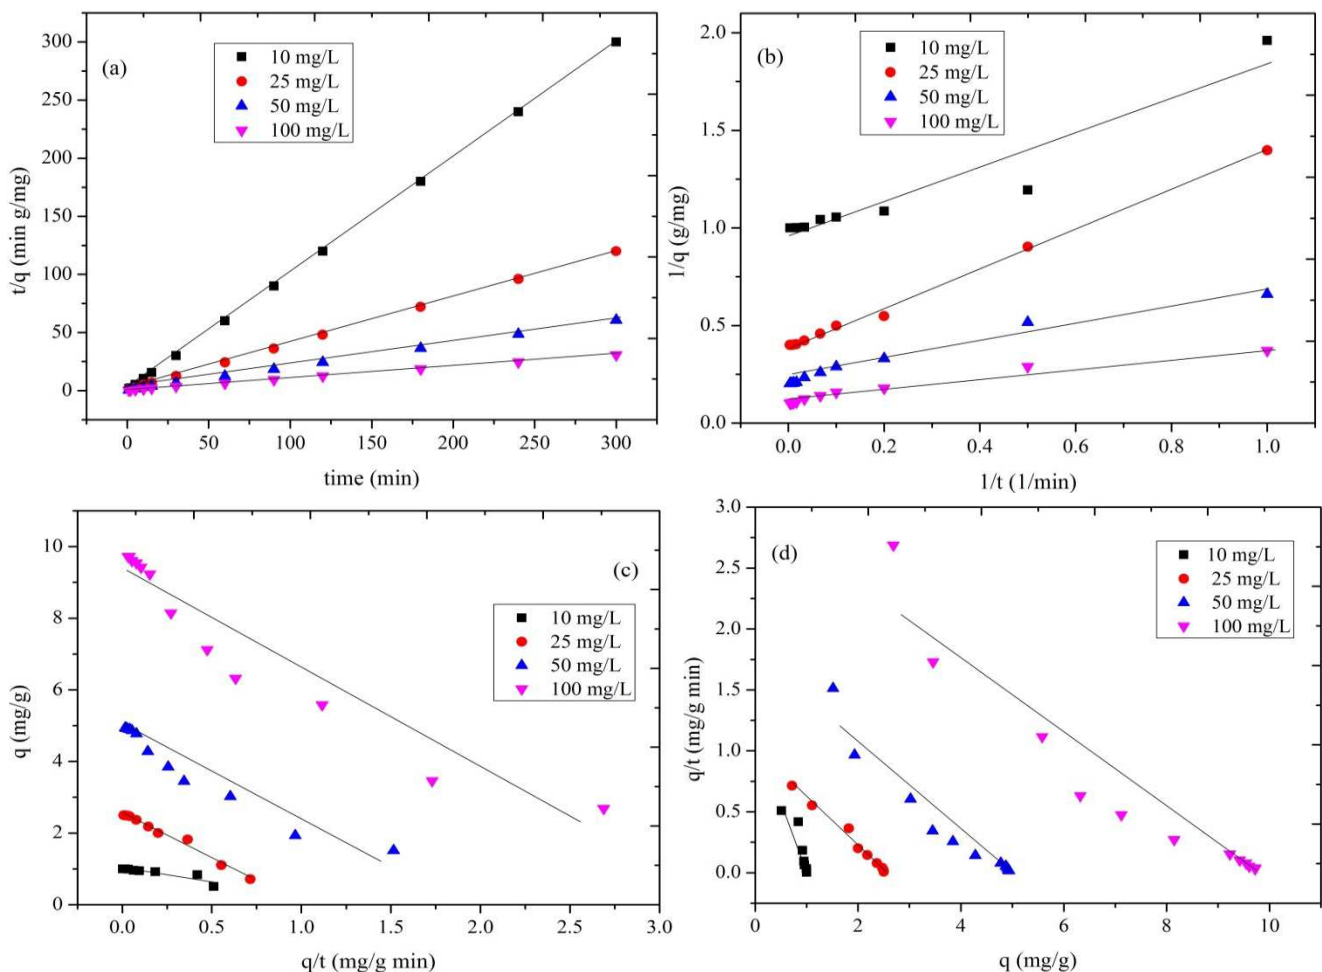 (a)
10 mg/L
25 mg/L
50 mg/L
100 mg/L
300
250
200
150
100
50
0
t/q (min g/mg)
0 50 100 150 200 250 300
time (min)
(b)
10 mg/L
25 mg/L
50 mg/L
100 mg/L
2.0
1.5
1.0
0.5
0.0
1/q (g/mg)
0.0 0.2 0.4 0.6 0.8 1.0
1/t (1/min)
(c)
10 mg/L
25 mg/L
50 mg/L
100 mg/L
10
8
6
4
2
0
q (mg/g)
0.0 0.5 1.0 1.5 2.0 2.5 3.0
q/t (mg/g min)
(d)
10 mg/L
25 mg/L
50 mg/L
100 mg/L
3.0
2.5
2.0
1.5
1.0
0.5
0.0
q/t (mg/g min)
0 2 4 6 8 10
q (mg/g)